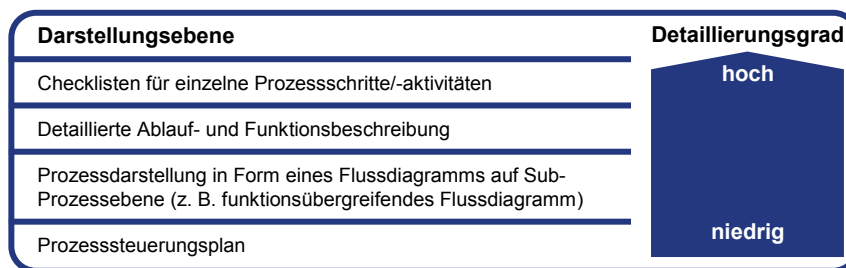 Darstellungsebene
Detaillierungsgrad
Checklisten für einzelne Prozessschritte/-aktivitäten
hoch
Detaillierte Ablauf- und Funktionsbeschreibung
Prozessdarstellung in Form eines Flussdiagramms auf Sub-
Prozessebene (z. B. funktionsübergreifendes Flussdiagramm)
Prozesssteuerungsplan
niedrig